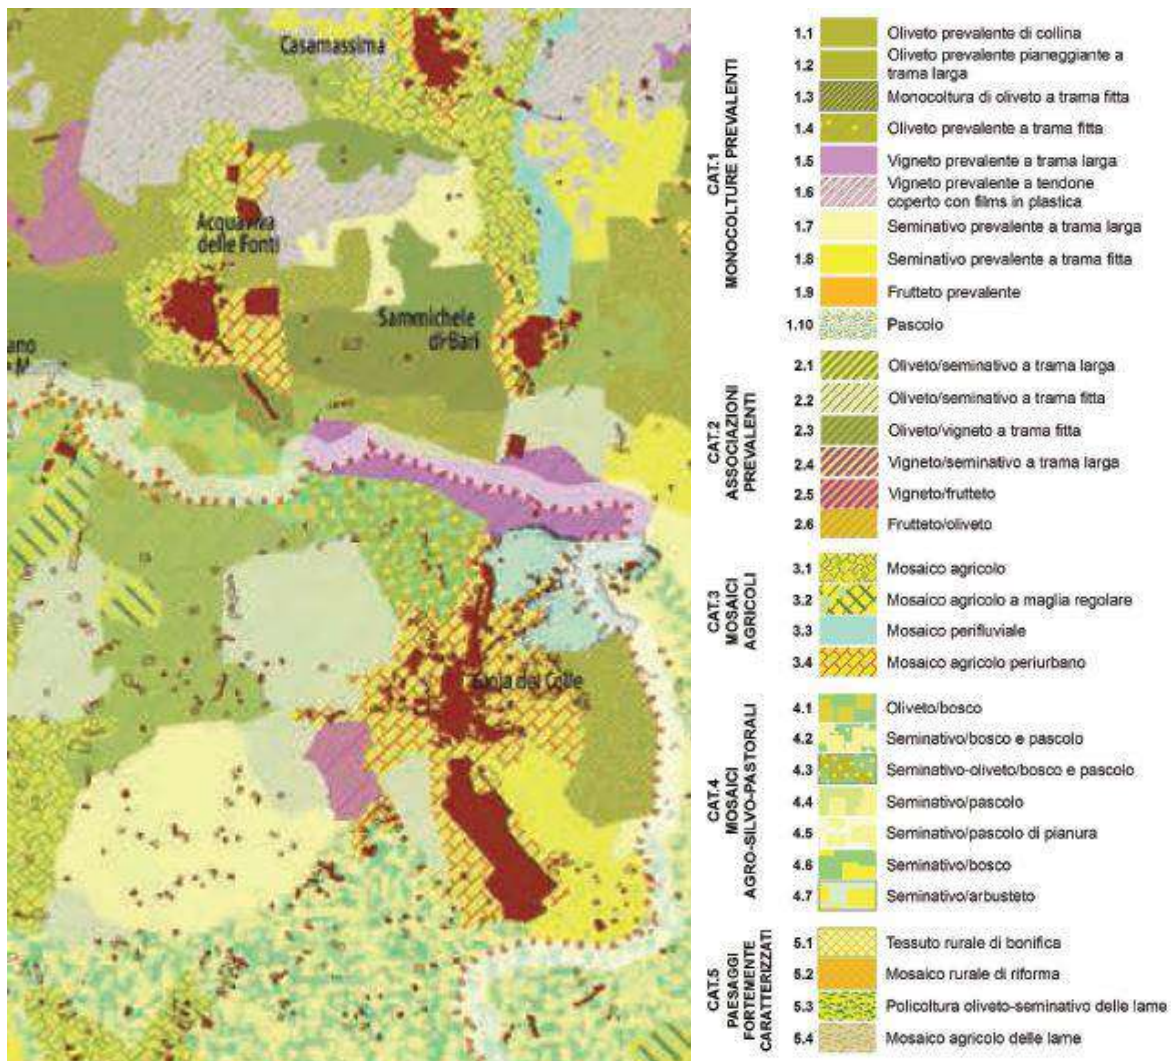 Casamassima
Acquaviva
delle Fonti
Sammichele
di Bari
ano
Gioia del Colle
CAT.1
MONOCOLTURE PREVALENTI
1.1 Oliveto prevalente di collina
1.2 Oliveto prevalente pianeggiante a
trama larga
1.3 Monocoltura di oliveto a trama fitta
1.4 Oliveto prevalente a trama fitta
1.5 Vigneto prevalente a trama larga
1.6 Vigneto prevalente a tendone
coperto con films in plastica
1.7 Seminativo prevalente a trama larga
1.8 Seminativo prevalente a trama fitta
1.9 Frutteto prevalente
1.10 Pascolo
CAT.2
ASSOCIAZIONI
PREVALENTI
2.1 Oliveto/seminativo a trama larga
2.2 Oliveto/seminativo a trama fitta
2.3 Oliveto/vigneto a trama fitta
2.4 Vigneto/seminativo a trama larga
2.5 Vigneto/frutteto
2.6 Frutteto/oliveto
CAT.3
MOSAICI
AGRICOLI
3.1 Mosaico agricolo
3.2 Mosaico agricolo a maglia regolare
3.3 Mosaico perifluviale
3.4 Mosaico agricolo periurbano
CAT.4
MOSAICI
AGRO-SILVO-PASTORALI
4.1 Oliveto/bosco
4.2 Seminativo/bosco e pascolo
4.3 Seminativo-oliveto/bosco e pascolo
4.4 Seminativo/pascolo
4.5 Seminativo/pascolo di pianura
4.6 Seminativo/bosco
4.7 Seminativo/arbusteto
CAT.5
PAESAGGI
FORTEMENTE
CARATTERIZZATI
5.1 Tessuto rurale di bonifica
5.2 Mosaico rurale di riforma
5.3 Policoltura oliveto-seminativo delle lame
5.4 Mosaico agricolo delle lame